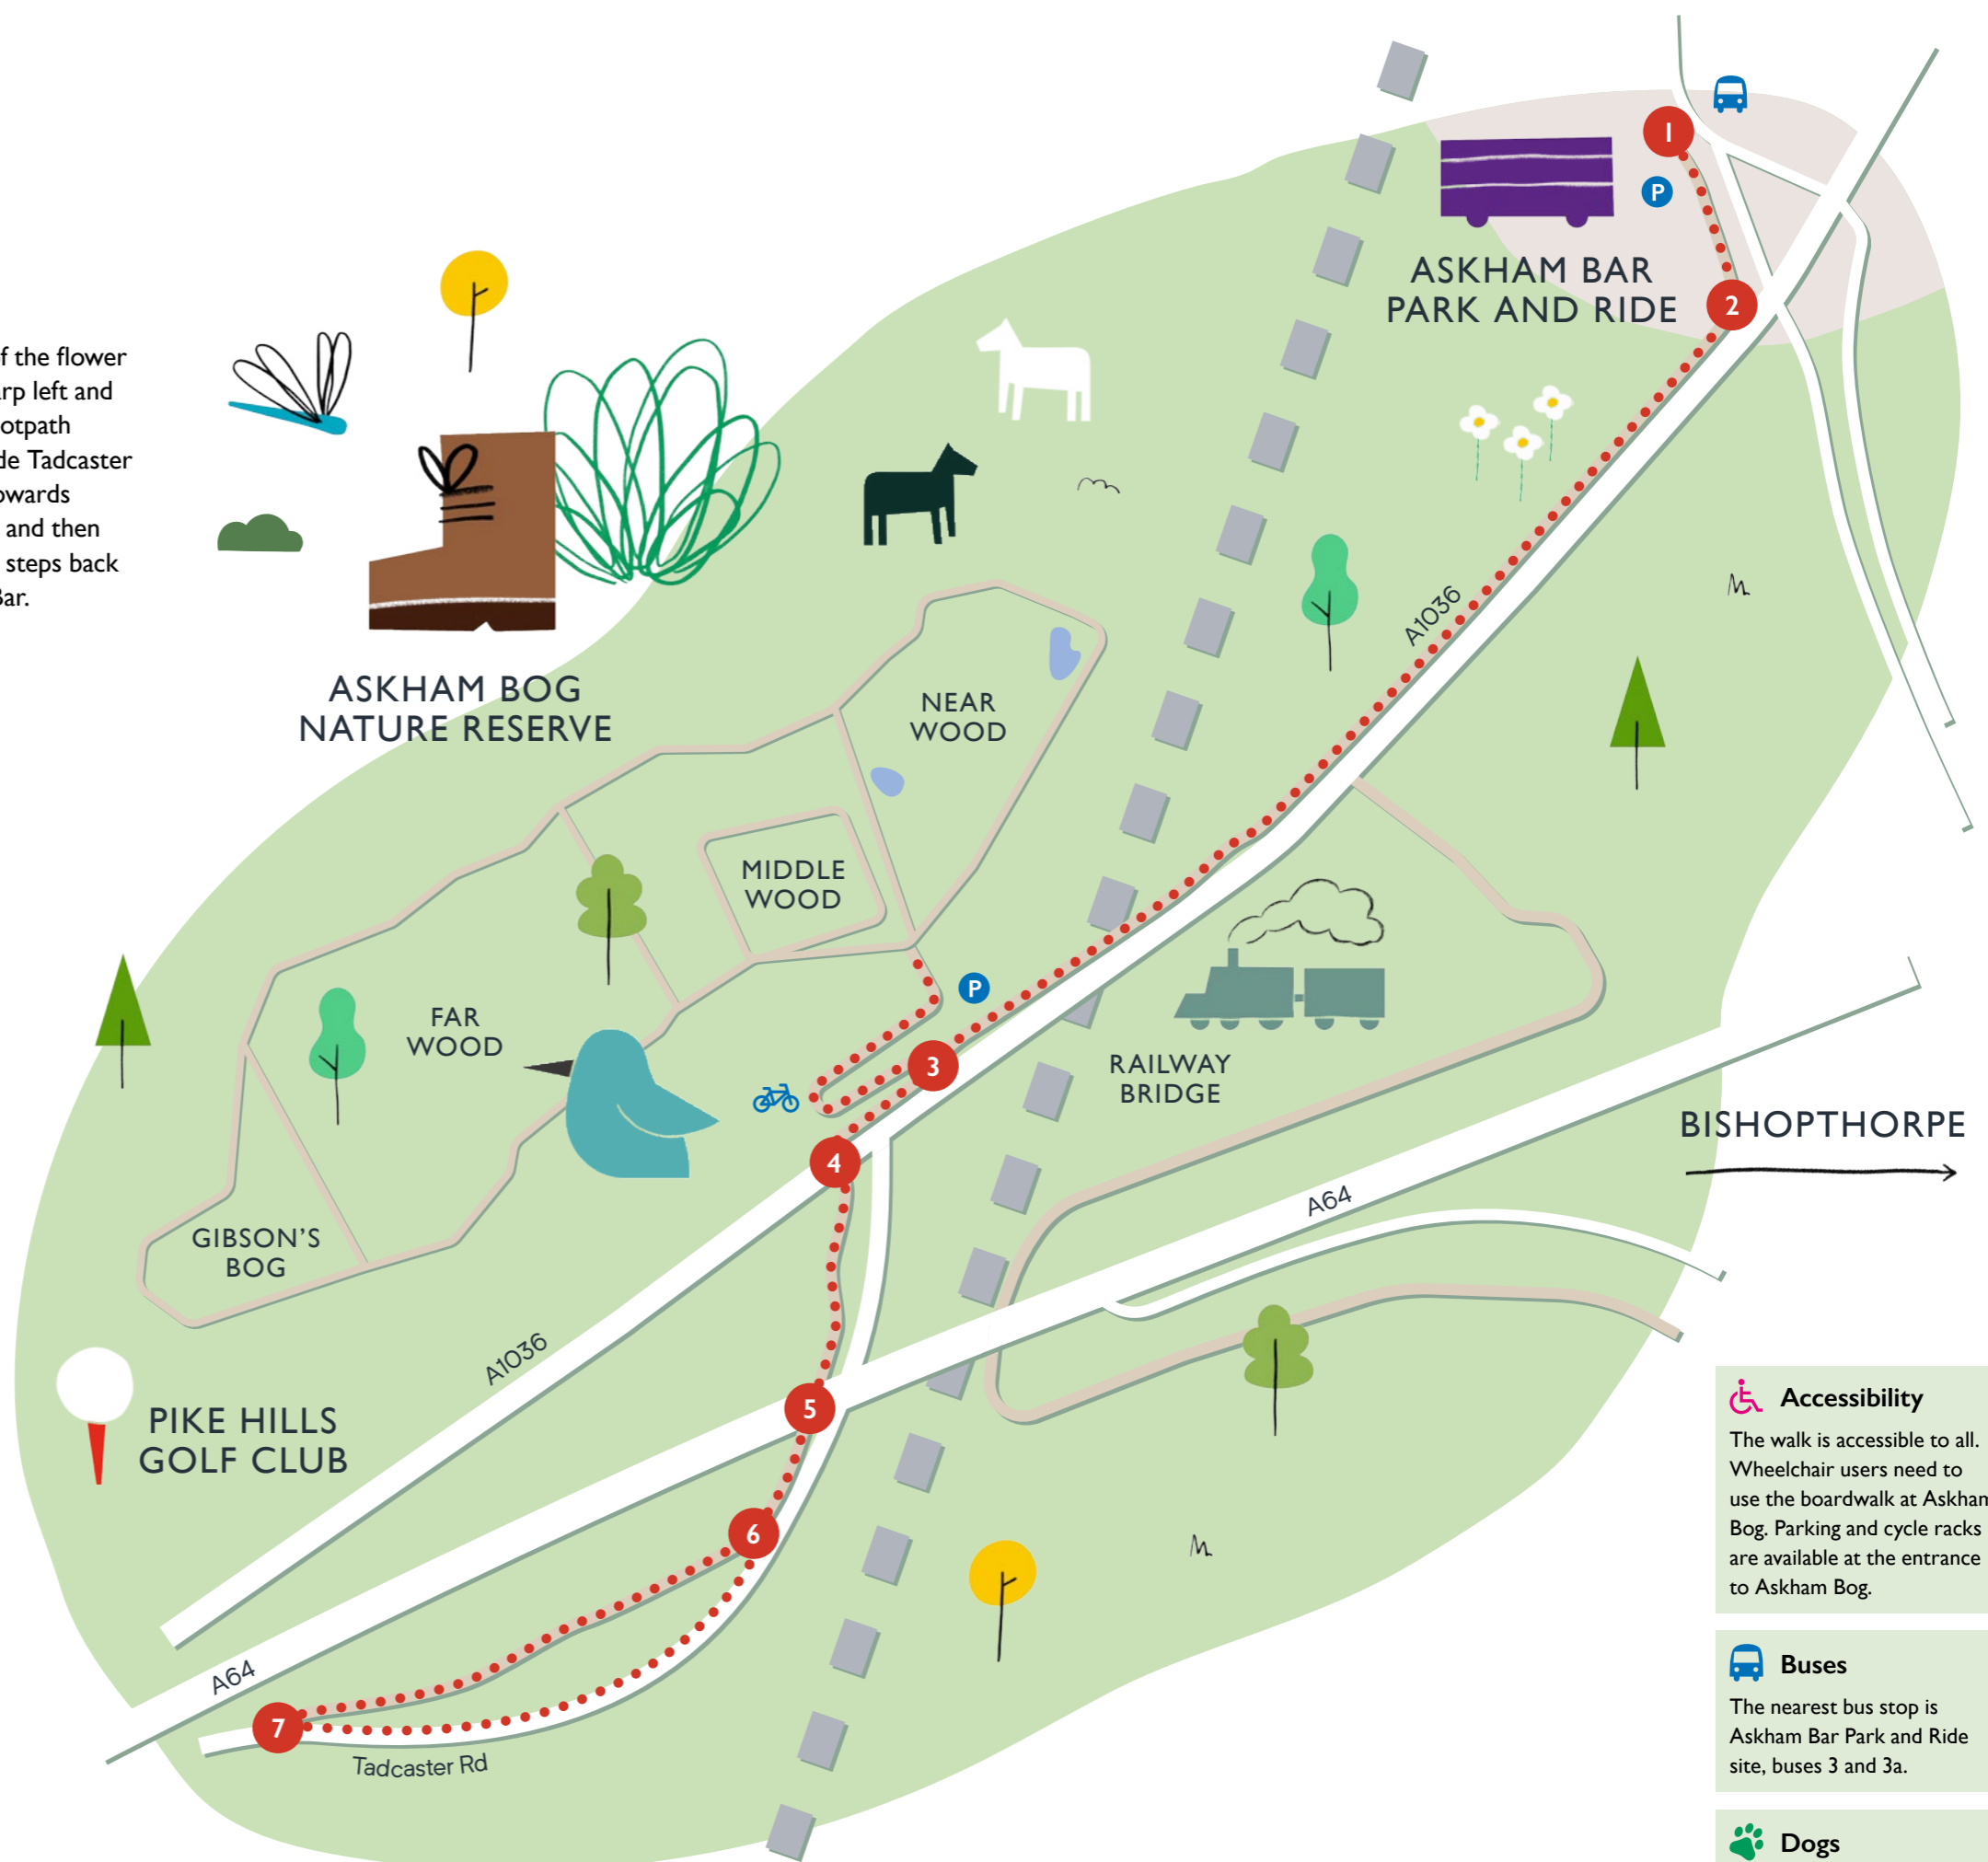 of the flower
arp left and
ootpath
de Tadcaster
owards
and then
steps back
Bar.
1
P
ASKHAM BAR
PARK AND RIDE
2
A1036
ASKHAM BOG
NATURE RESERVE
NEAR
WOOD
MIDDLE
WOOD
FAR
WOOD
P
3
RAILWAY
BRIDGE
BISHOPTHORPE
4
A64
GIBSON'S
BOG
A1036
5
PIKE HILLS
GOLF CLUB
6
A64
7
Tadcaster Rd
Accessibility
The walk is accessible to all.
Wheelchair users need to
use the boardwalk at Askham
Bog. Parking and cycle racks
are available at the entrance
to Askham Bog.
Buses
The nearest bus stop is
Askham Bar Park and Ride
site, buses 3 and 3a.
Dogs